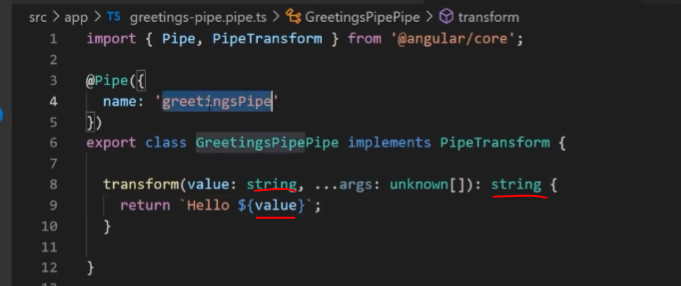 src > app > TS greetings-pipe.pipe.ts > GreetingsPipePipe > transform
1 import { Pipe, PipeTransform } from '@angular/core';
2
3 @Pipe({
4   name: 'greetingsPipe'
5 })
6 export class GreetingsPipePipe implements PipeTransform {
7
8   transform(value: string, ...args: unknown[]): string {
9     return `Hello ${value}`;
10   }
11
12 }